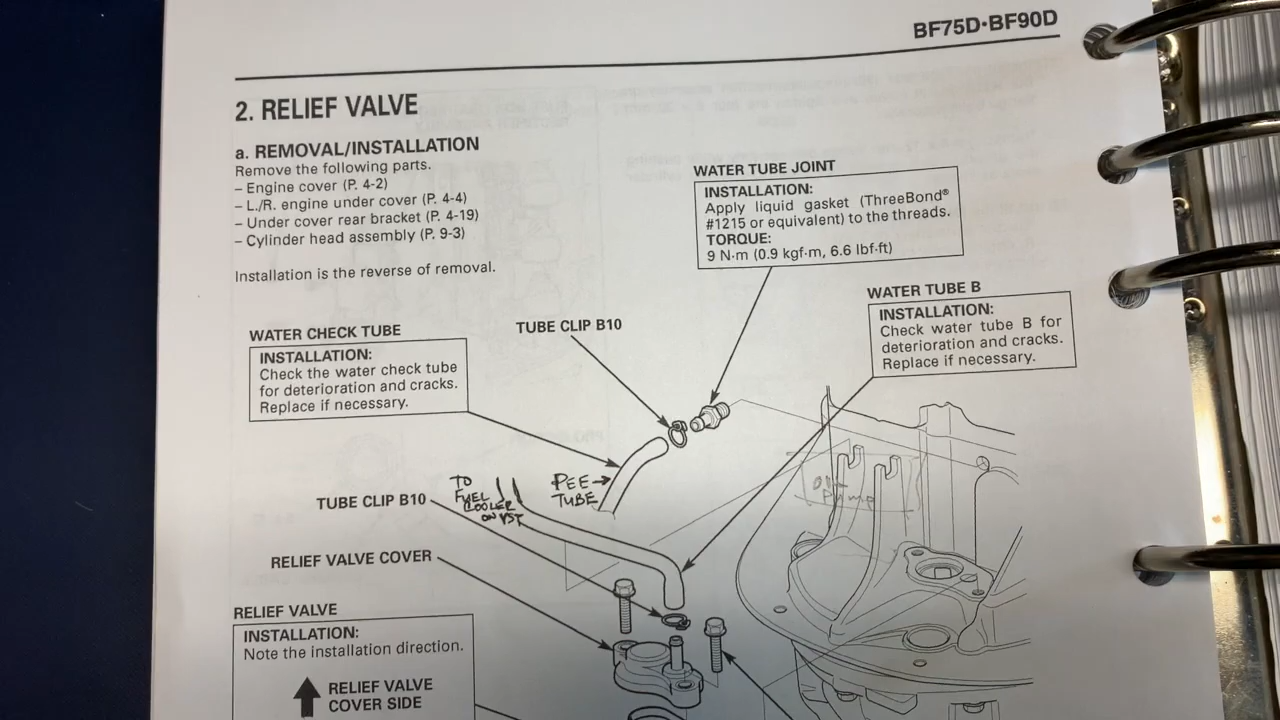 BF75D•BF90D
2. RELIEF VALVE
a. REMOVAL/INSTALLATION
Remove the following parts.
– Engine cover (P. 4-2)
– L./R. engine under cover (P. 4-4)
– Under cover rear bracket (P. 4-19)
– Cylinder head assembly (P. 9-3)
Installation is the reverse of removal.
WATER TUBE JOINT
INSTALLATION:
Apply liquid gasket (ThreeBond®
#1215 or equivalent) to the threads.
TORQUE:
9 N·m (0.9 kgf·m, 6.6 lbf·ft)
WATER TUBE B
INSTALLATION:
Check water tube B for
deterioration and cracks.
Replace if necessary.
WATER CHECK TUBE
INSTALLATION:
Check the water check tube
for deterioration and cracks.
Replace if necessary.
TUBE CLIP B10
TO
FUEL
COOLER
ON VST
PEE
TUBE
OIL
PUMP
TUBE CLIP B10
RELIEF VALVE COVER
RELIEF VALVE
INSTALLATION:
Note the installation direction.
RELIEF VALVE
COVER SIDE